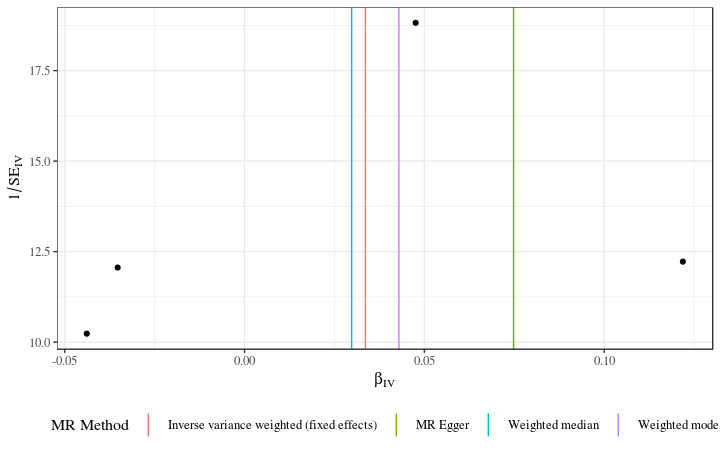 17.5
15.0
12.5
10.0
1/SE_IV
-0.05 0.00 0.05 0.10
β_IV
MR Method Inverse variance weighted (fixed effects) MR Egger Weighted median Weighted mode